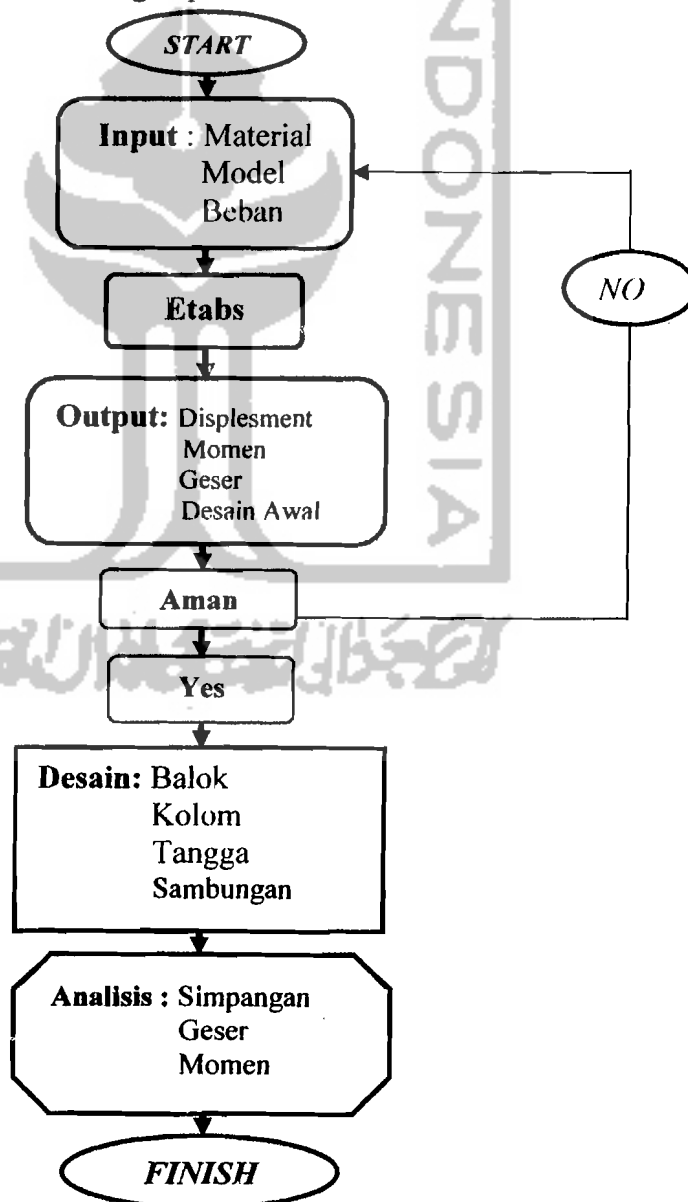 START
Input : Material
Model
Beban
NO
Etabs
Output: Displesment
Momen
Geser
Desain Awal
Aman
Yes
Desain: Balok
Kolom
Tangga
Sambungan
Analisis : Simpangan
Geser
Momen
FINISH